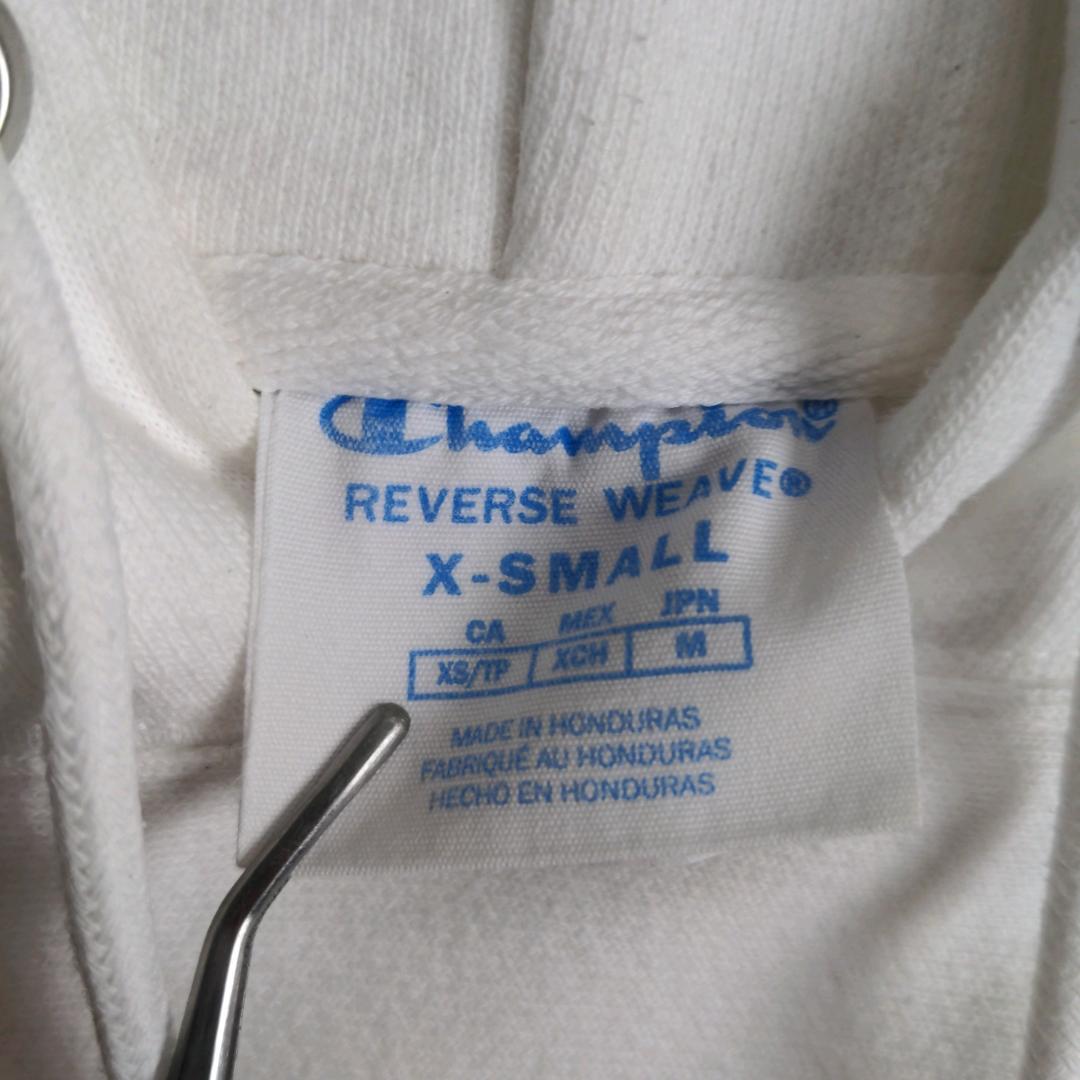 Champion®
REVERSE WEAVE®
X-SMALL
CA MEX JPN
XS/TP XCH M
MADE IN HONDURAS
FABRIQUÉ AU HONDURAS
HECHO EN HONDURAS